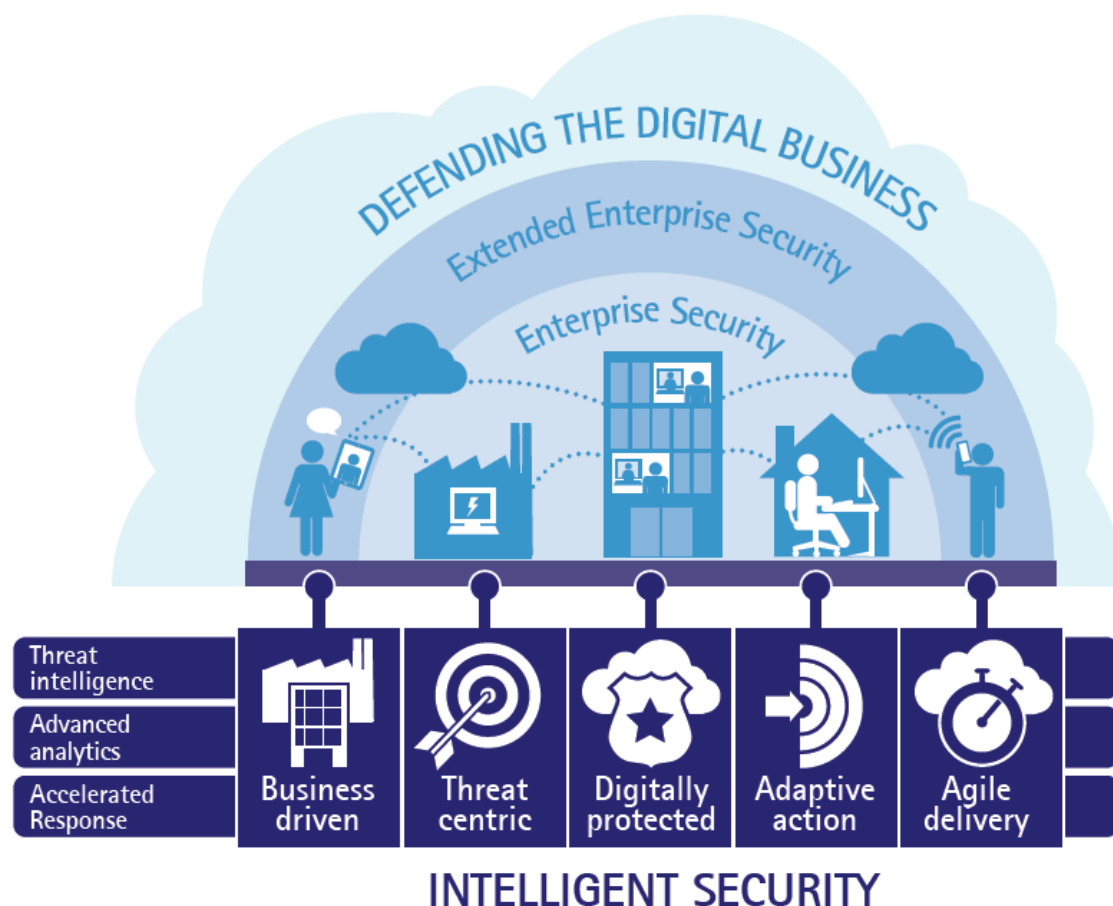 DEFENDING THE DIGITAL BUSINESS
Extended Enterprise Security
Enterprise Security
Threat
intelligence
Advanced
analytics
Accelerated
Response
Business
driven
Threat
centric
Digitally
protected
Adaptive
action
Agile
delivery
INTELLIGENT SECURITY